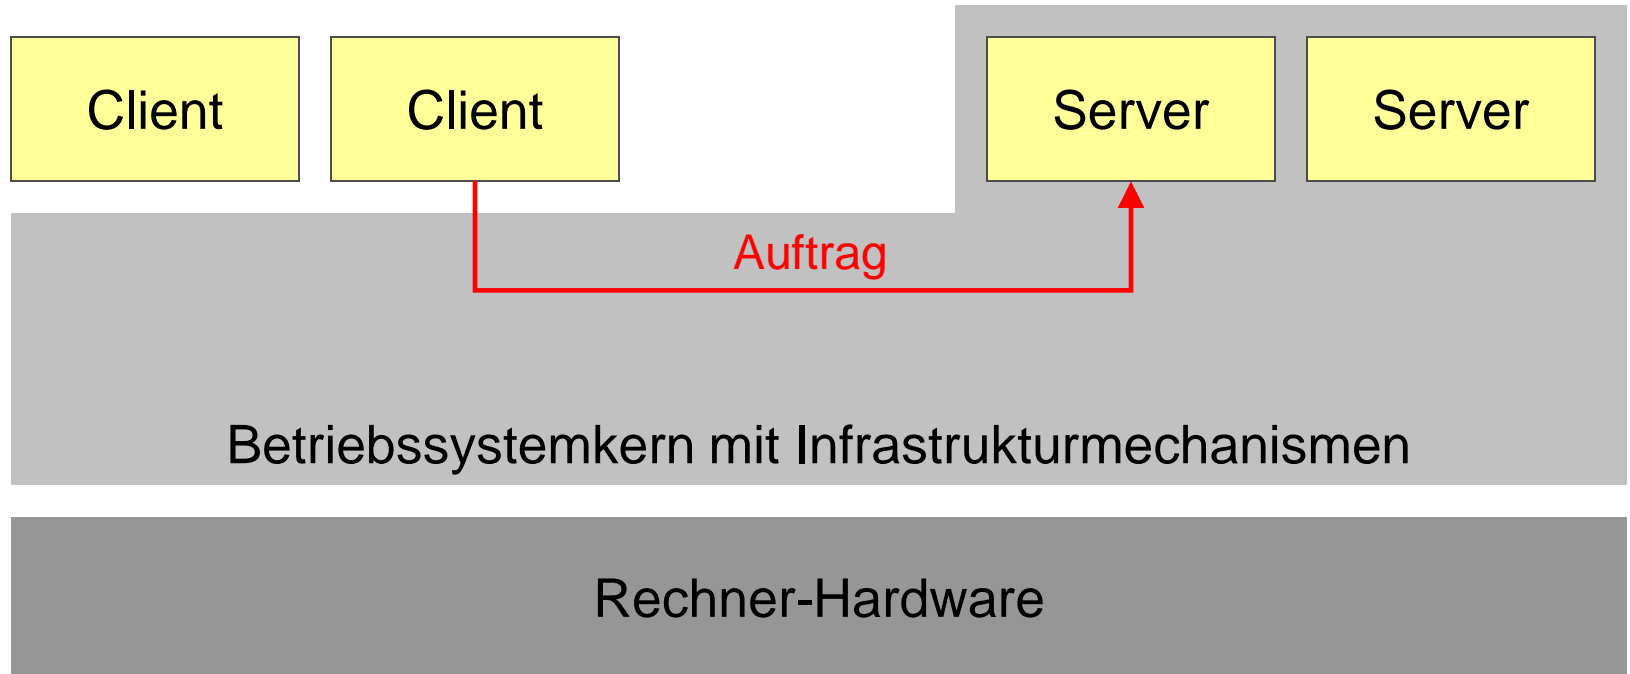 Client
Client
Server
Server
Auftrag
Betriebssystemkern mit Infrastrukturmechanismen
Rechner-Hardware